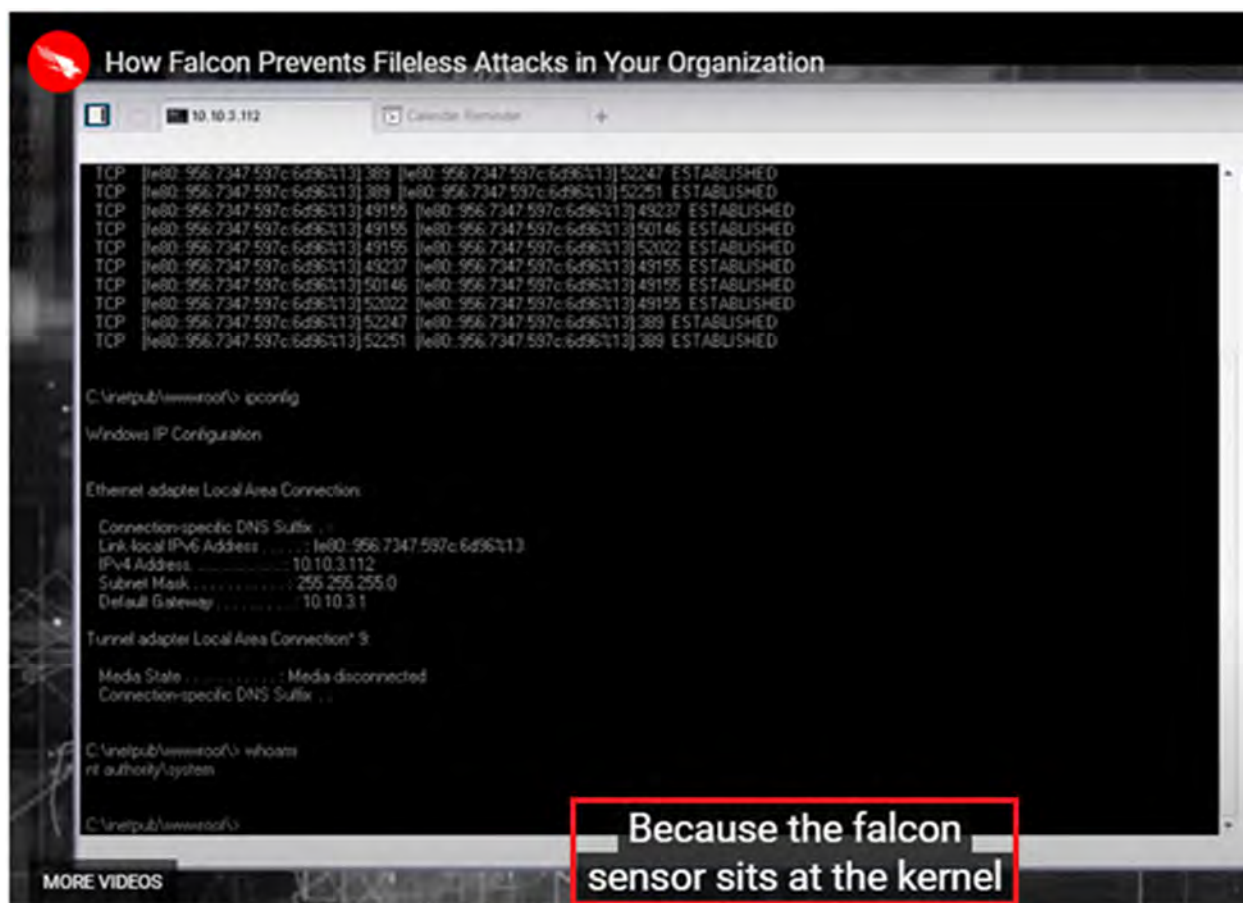 How Falcon Prevents Fileless Attacks in Your Organization
10.10.3.112 Calendar Reminder +
TCP [fe80::956:7347:597c:6d96%13]:389 [fe80::956:7347:597c:6d96%13]:52247 ESTABLISHED
TCP [fe80::956:7347:597c:6d96%13]:389 [fe80::956:7347:597c:6d96%13]:52251 ESTABLISHED
TCP [fe80::956:7347:597c:6d96%13]:49155 [fe80::956:7347:597c:6d96%13]:49237 ESTABLISHED
TCP [fe80::956:7347:597c:6d96%13]:49155 [fe80::956:7347:597c:6d96%13]:50146 ESTABLISHED
TCP [fe80::956:7347:597c:6d96%13]:49155 [fe80::956:7347:597c:6d96%13]:52022 ESTABLISHED
TCP [fe80::956:7347:597c:6d96%13]:49237 [fe80::956:7347:597c:6d96%13]:49155 ESTABLISHED
TCP [fe80::956:7347:597c:6d96%13]:50146 [fe80::956:7347:597c:6d96%13]:49155 ESTABLISHED
TCP [fe80::956:7347:597c:6d96%13]:52022 [fe80::956:7347:597c:6d96%13]:49155 ESTABLISHED
TCP [fe80::956:7347:597c:6d96%13]:52247 [fe80::956:7347:597c:6d96%13]:389 ESTABLISHED
TCP [fe80::956:7347:597c:6d96%13]:52251 [fe80::956:7347:597c:6d96%13]:389 ESTABLISHED
C:\inetpub\wwwroot\> ipconfig
Windows IP Configuration
Ethernet adapter Local Area Connection:
Connection-specific DNS Suffix . :
Link-local IPv6 Address . . . . . : fe80::956:7347:597c:6d96%13
IPv4 Address. . . . . . . . . . . : 10.10.3.112
Subnet Mask . . . . . . . . . . . : 255.255.255.0
Default Gateway . . . . . . . . . : 10.10.3.1
Tunnel adapter Local Area Connection* 9:
Media State . . . . . . . . . . . : Media disconnected
Connection-specific DNS Suffix . :
C:\inetpub\wwwroot\> whoami
nt authority\system
C:\inetpub\wwwroot\>
Because the falcon
sensor sits at the kernel
MORE VIDEOS